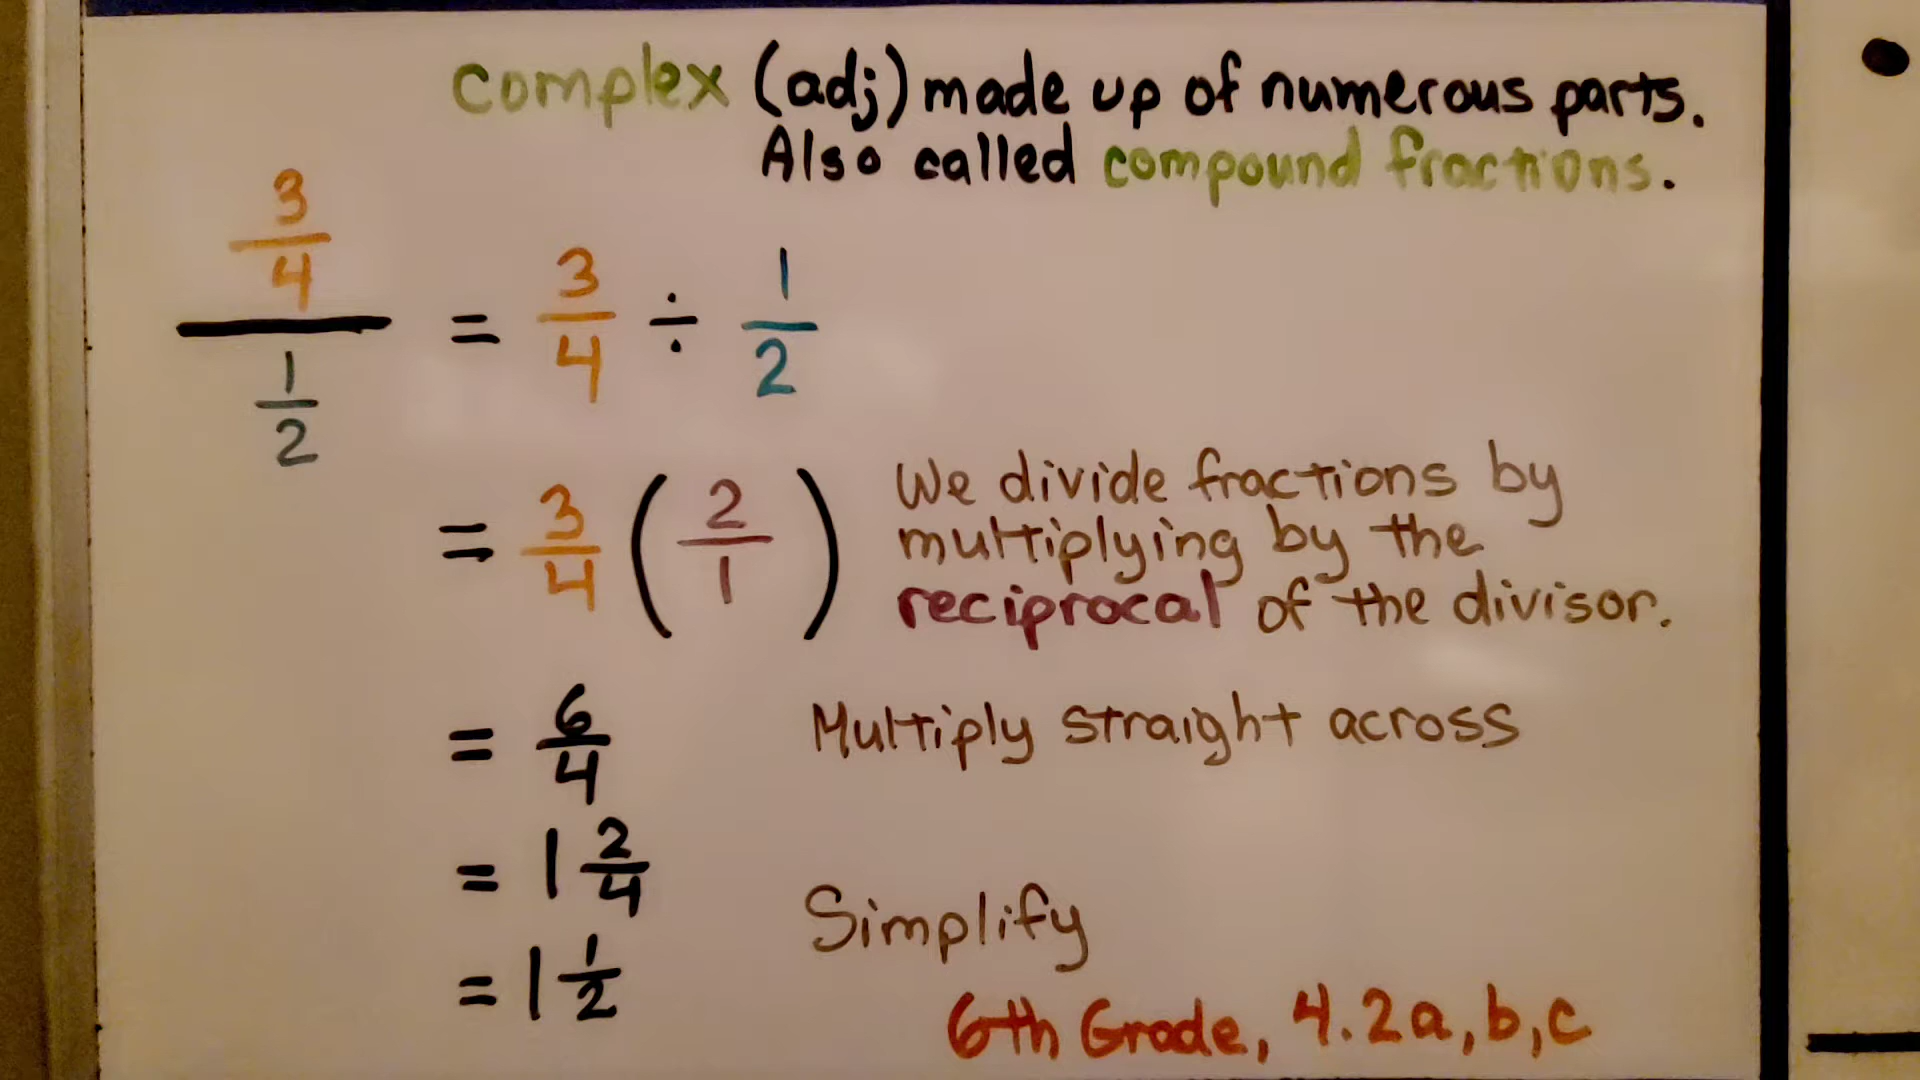 complex (adj) made up of numerous parts.
Also called compound fractions.
3/4 / 1/2 = 3/4 ÷ 1/2
= 3/4 (2/1) We divide fractions by
multiplying by the
reciprocal of the divisor.
= 6/4 Multiply straight across
= 1 2/4
Simplify
= 1 1/2
6th Grade, 4.2a,b,c